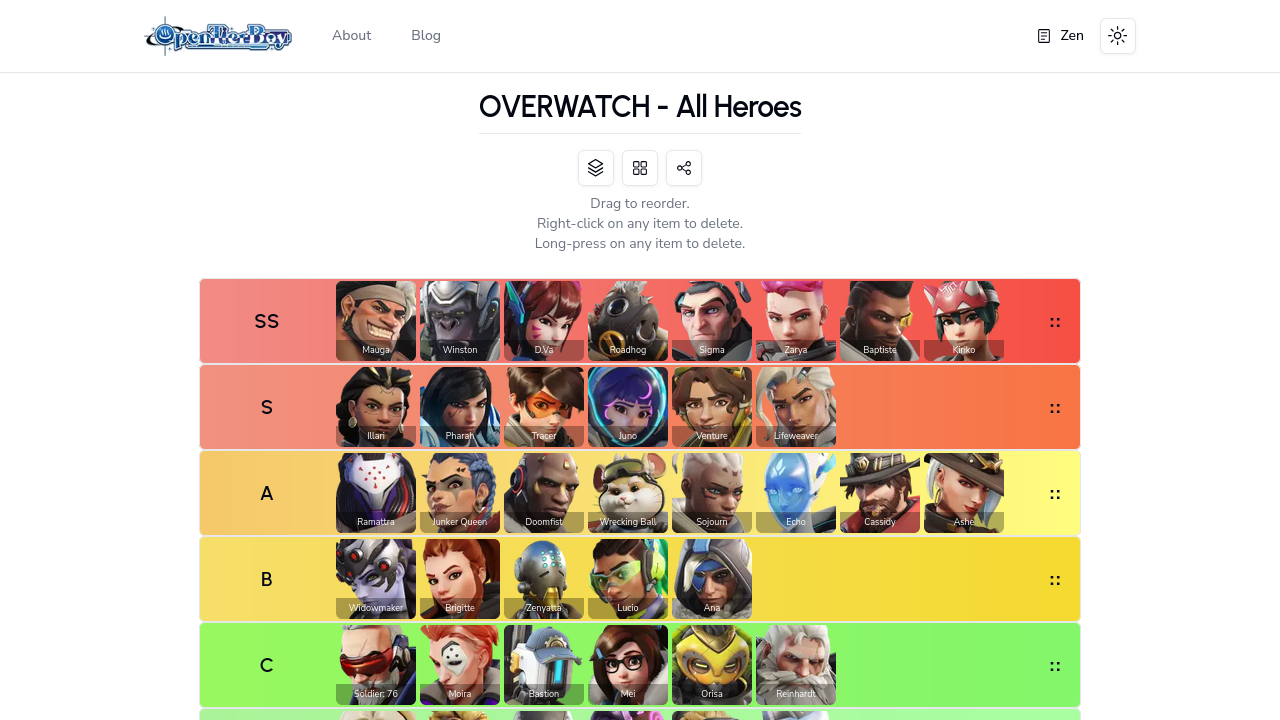 OpenTierBoy
About
Blog
Zen
OVERWATCH - All Heroes
Drag to reorder.
Right-click on any item to delete.
Long-press on any item to delete.
SS
Mauga
Winston
D.Va
Roadhog
Sigma
Zarya
Baptiste
Kiriko
::
S
Illari
Pharah
Tracer
Juno
Venture
Lifeweaver
::
A
Ramattra
Junker Queen
Doomfist
Wrecking Ball
Sojourn
Echo
Cassidy
Ashe
::
B
Widowmaker
Brigitte
Zenyatta
Lucio
Ana
::
C
Soldier: 76
Moira
Bastion
Mei
Orisa
Reinhardt
::